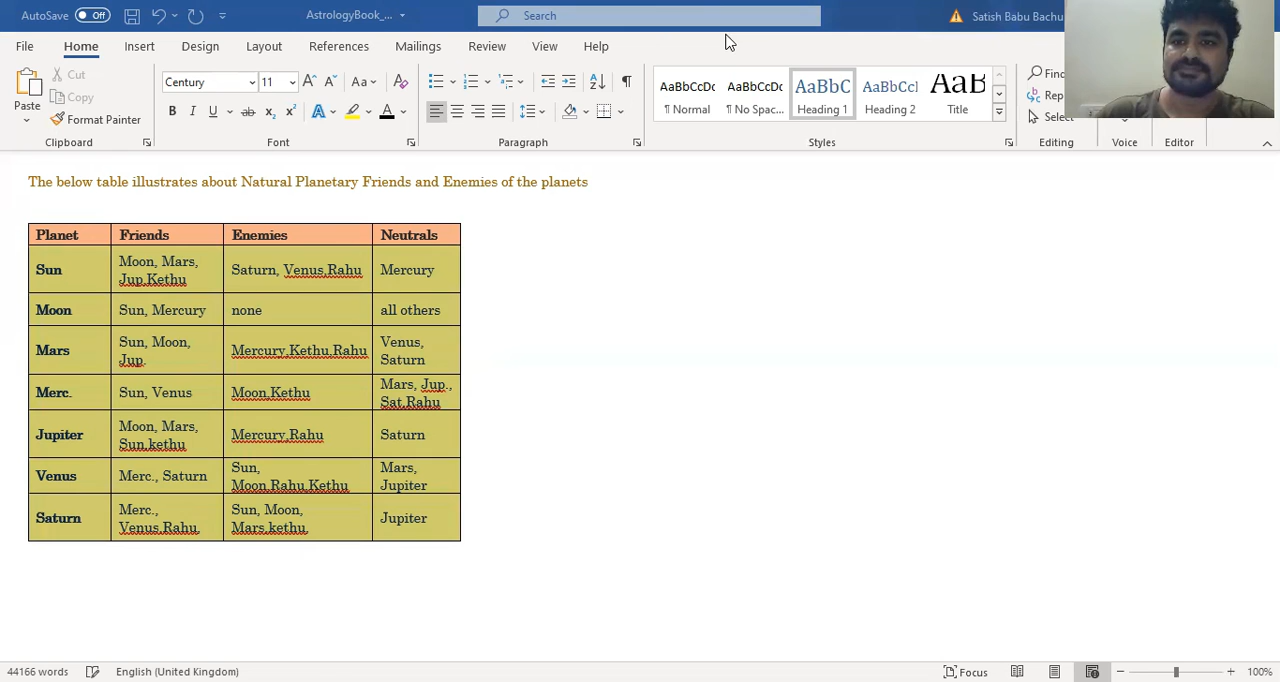 AutoSave Off AstrologyBook_... Search Satish Babu Bachu
File Home Insert Design Layout References Mailings Review View Help
Paste Cut Copy Format Painter
Century 11 Aa
AaBbCcDc AaBbCcDc AaBbC AaBbCcl AaB
¶ Normal ¶ No Spac... Heading 1 Heading 2 Title
Find
Rep
Select
Clipboard Font Paragraph Styles Editing Voice Editor
The below table illustrates about Natural Planetary Friends and Enemies of the planets
Planet Friends Enemies Neutrals
Sun Moon, Mars, Saturn, Venus,Rahu Mercury
Jup,Kethu
Moon Sun, Mercury none all others
Mars Sun, Moon, Mercury,Kethu,Rahu Venus,
Jup. Saturn
Merc. Sun, Venus Moon,Kethu Mars, Jup.,
Sat,Rahu
Jupiter Moon, Mars, Mercury,Rahu Saturn
Sun,kethu
Venus Merc., Saturn Sun, Mars,
Moon,Rahu,Kethu Jupiter
Saturn Merc., Sun, Moon, Jupiter
Venus,Rahu, Mars,kethu,
44166 words English (United Kingdom) Focus 100%